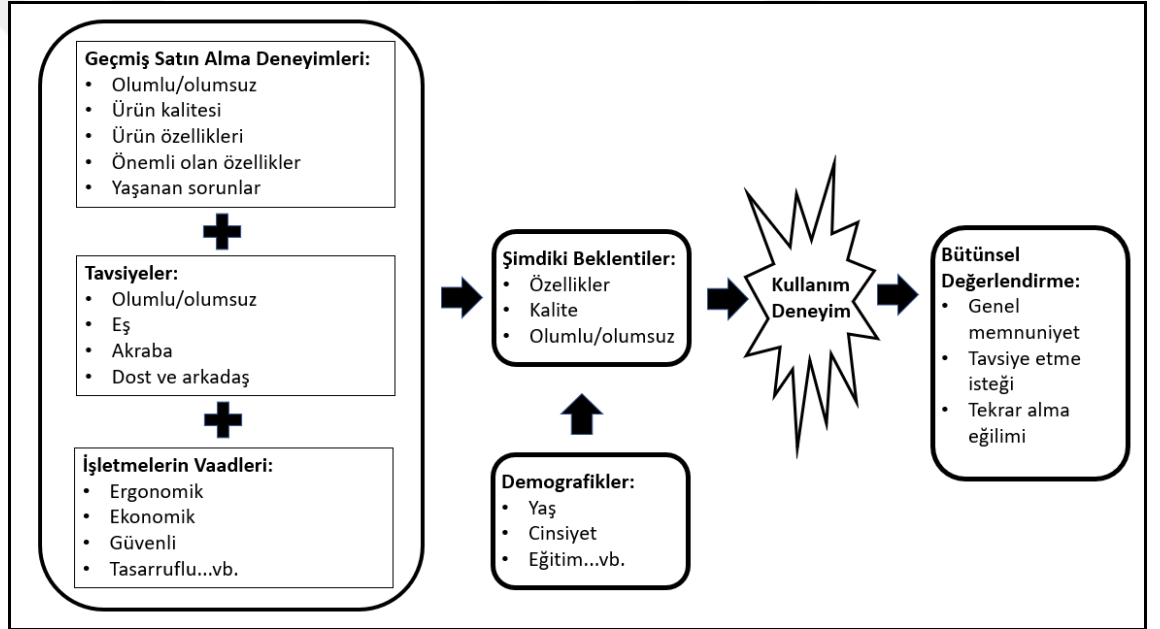 Geçmiş Satın Alma Deneyimleri:
• Olumlu/olumsuz
• Ürün kalitesi
• Ürün özellikleri
• Önemli olan özellikler
• Yaşanan sorunlar
Tavsiyeler:
• Olumlu/olumsuz
• Eş
• Akraba
• Dost ve arkadaş
İşletmelerin Vaadleri:
• Ergonomik
• Ekonomik
• Güvenli
• Tasarruflu...vb.
Şimdiki Beklentiler:
• Özellikler
• Kalite
• Olumlu/olumsuz
Demografikler:
• Yaş
• Cinsiyet
• Eğitim...vb.
Kullanım
Deneyim
Bütünsel
Değerlendirme:
• Genel
memnuniyet
• Tavsiye etme
isteği
• Tekrar alma
eğilimi